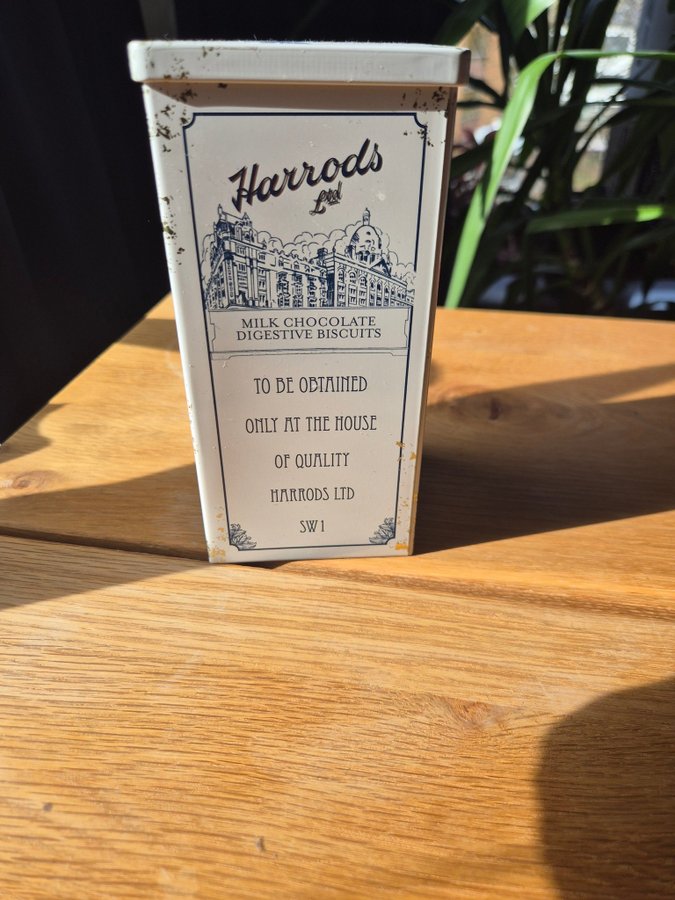 Harrods
Ltd
MILK CHOCOLATE
DIGESTIVE BISCUITS
TO BE OBTAINED
ONLY AT THE HOUSE
OF QUALITY
HARRODS LTD
SW1